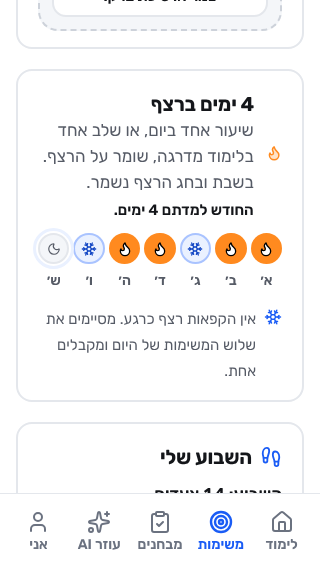 4 ימים ברצף
שיעור אחד ביום, או שלב אחד
בלימוד מדרגה, שומר על הרצף.
בשבת ובחג הרצף נשמר.
החודש למדתם 4 ימים.
א׳ ב׳ ג׳ ד׳ ה׳ ו׳ ש׳
אין הקפאות רצף כרגע. מסיימים את
שלוש המשימות של היום ומקבלים
אחת.
השבוע שלי
לימוד משימות מבחנים עוזר AI אני